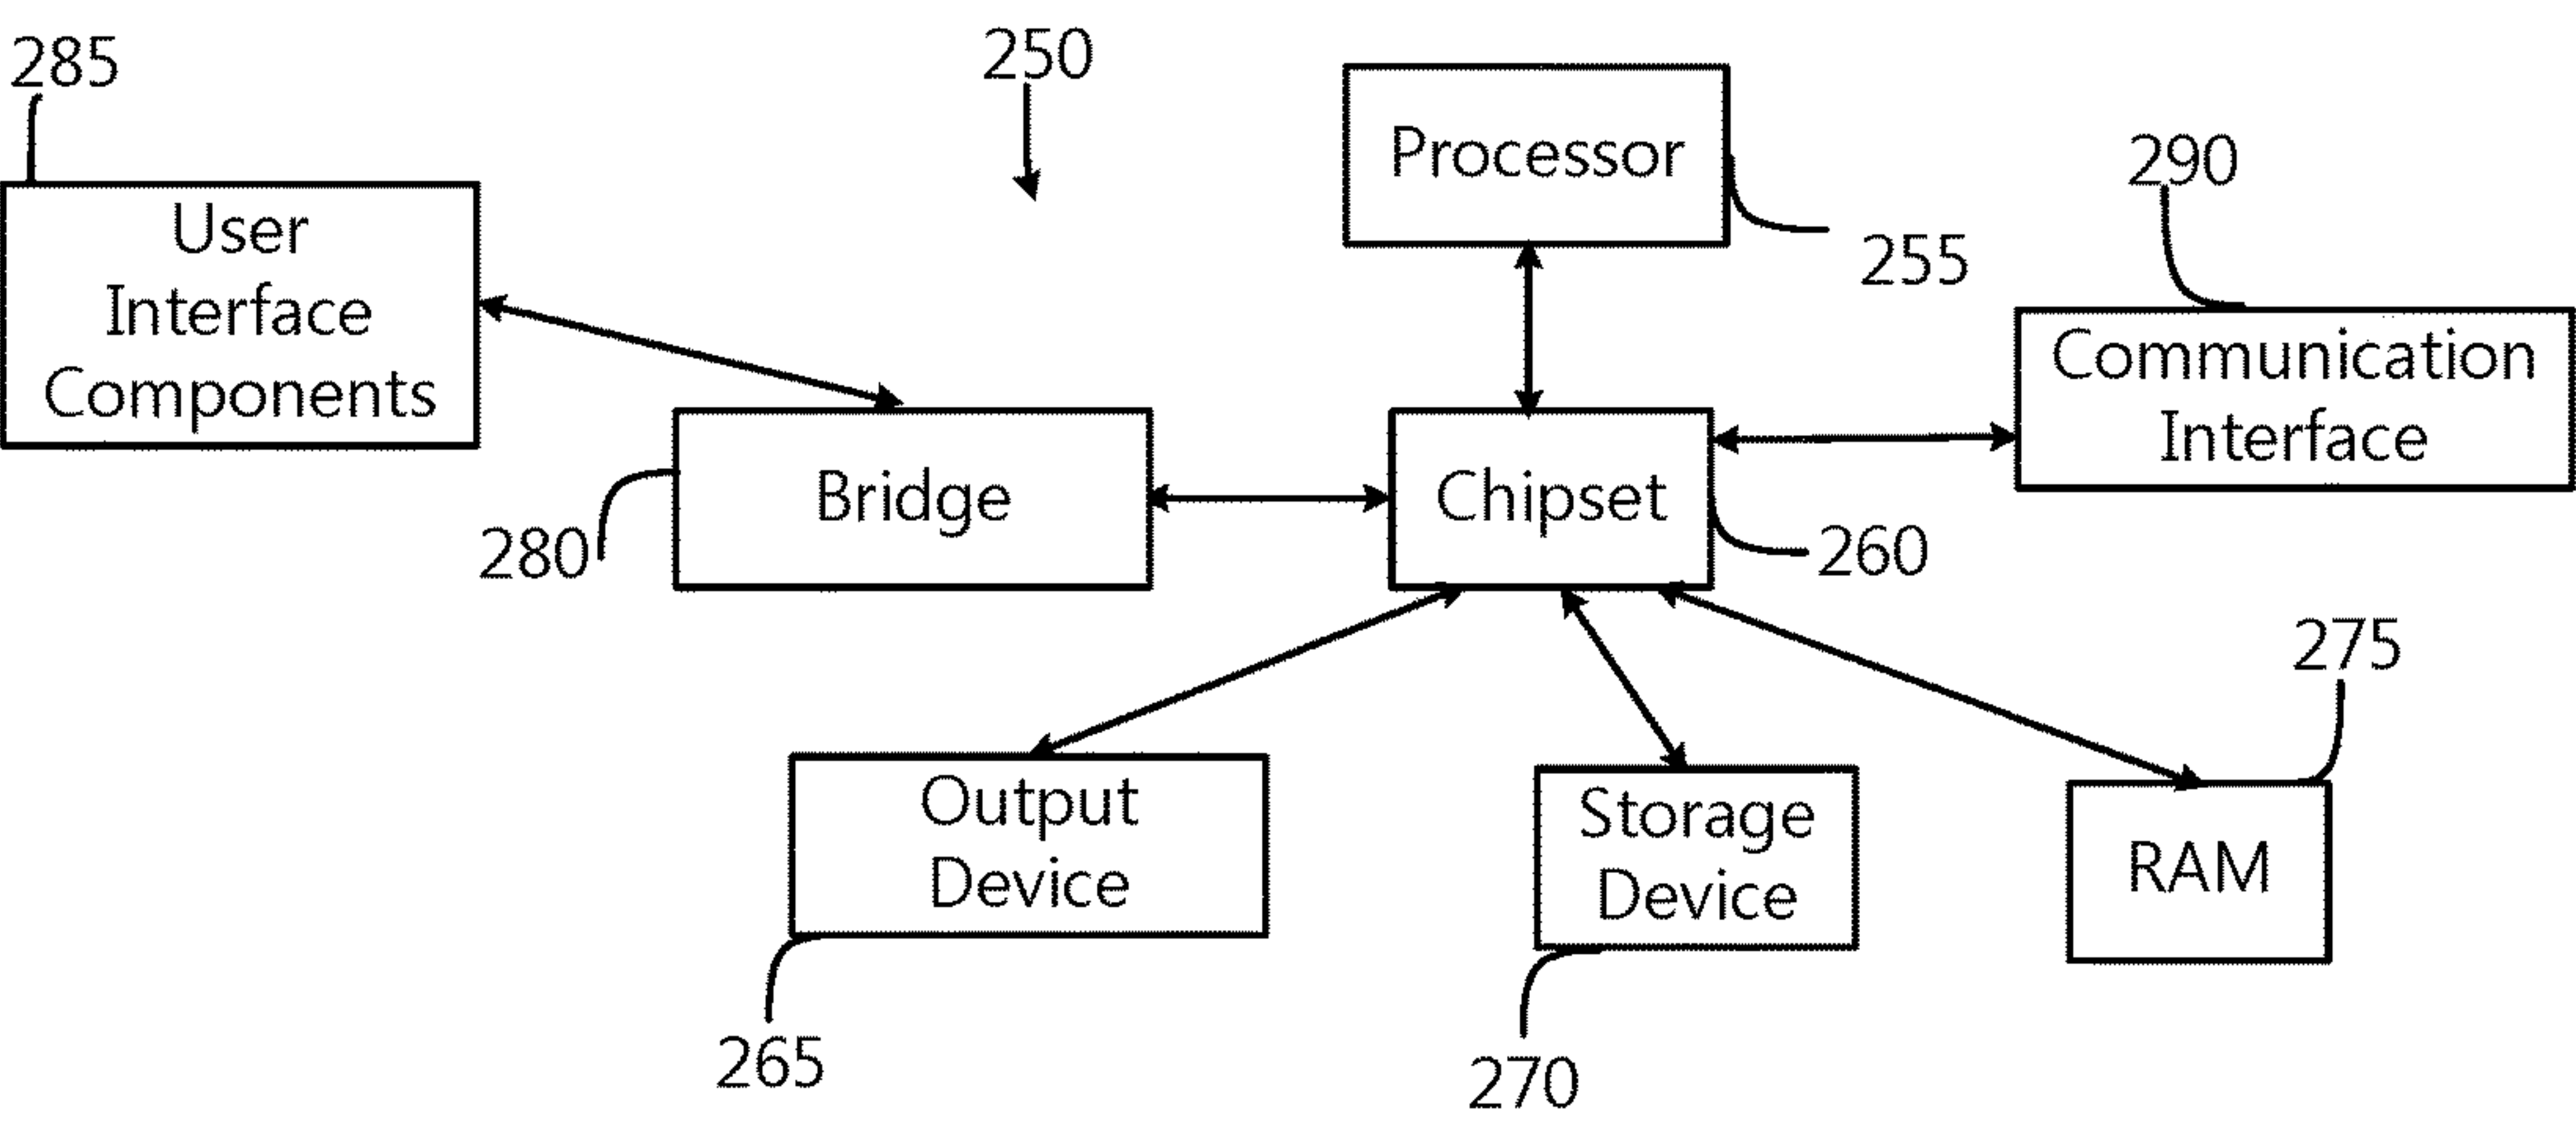 285
250
Processor
290
User
Interface
Components
255
Communication
Interface
Bridge
Chipset
280
260
275
Output
Device
Storage
Device
RAM
265
270